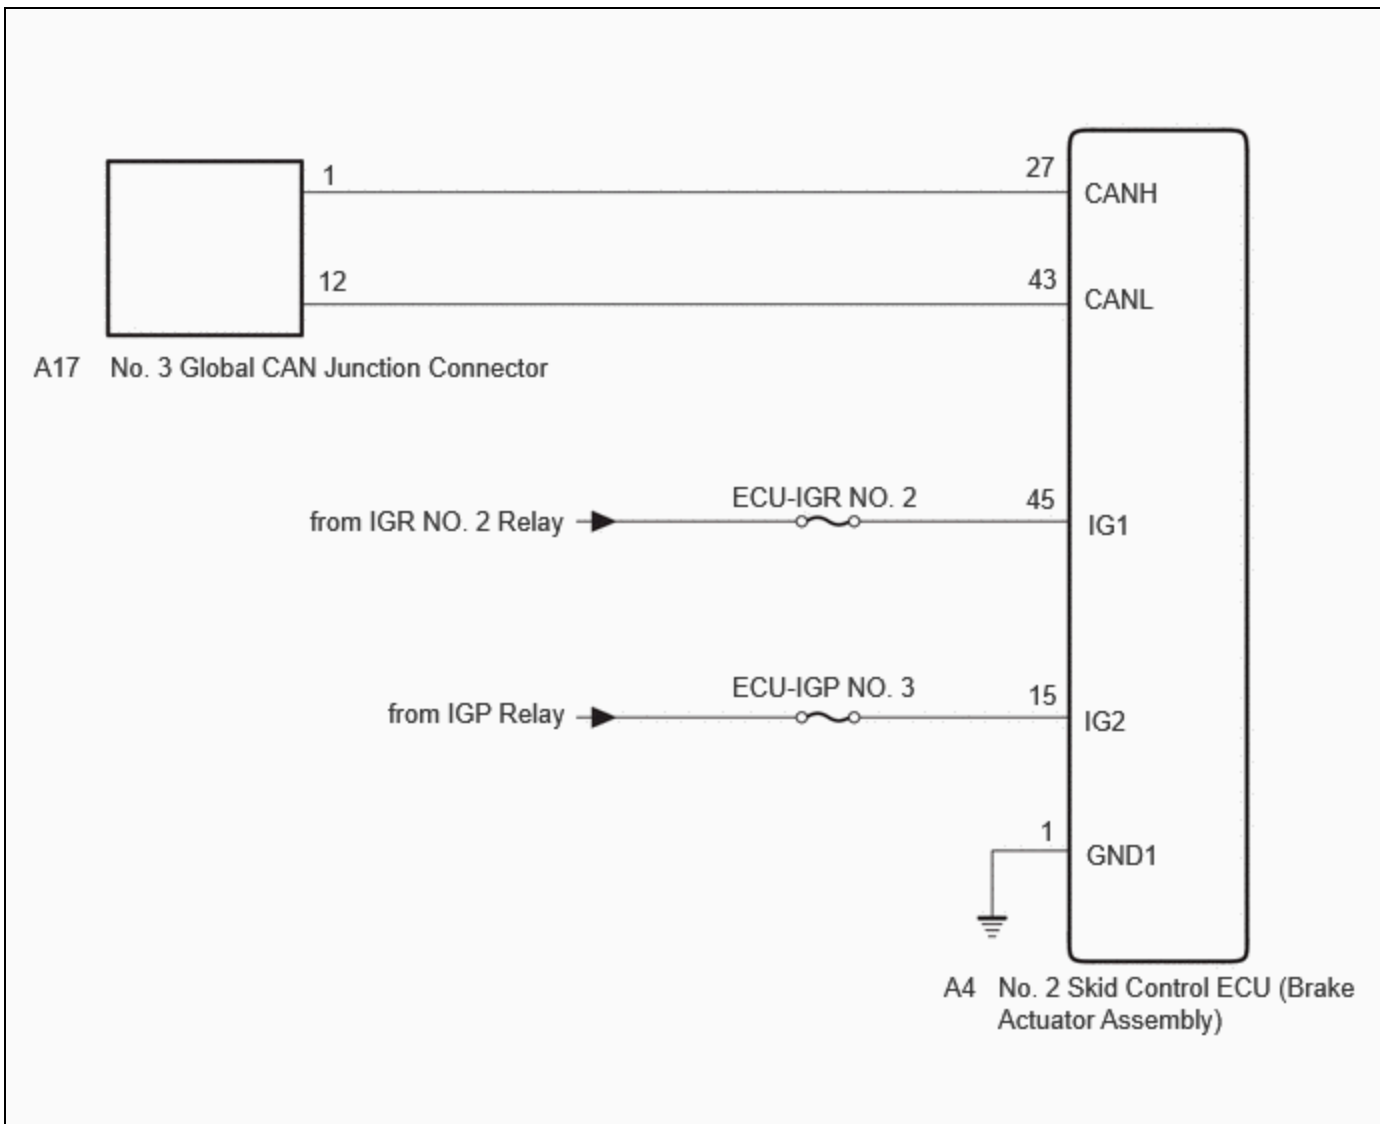 1
27
CANH
12
43
CANL
A17 No. 3 Global CAN Junction Connector
ECU-IGR NO. 2
45
from IGR NO. 2 Relay
IG1
ECU-IGP NO. 3
15
from IGP Relay
IG2
1
GND1
A4 No. 2 Skid Control ECU (Brake
Actuator Assembly)